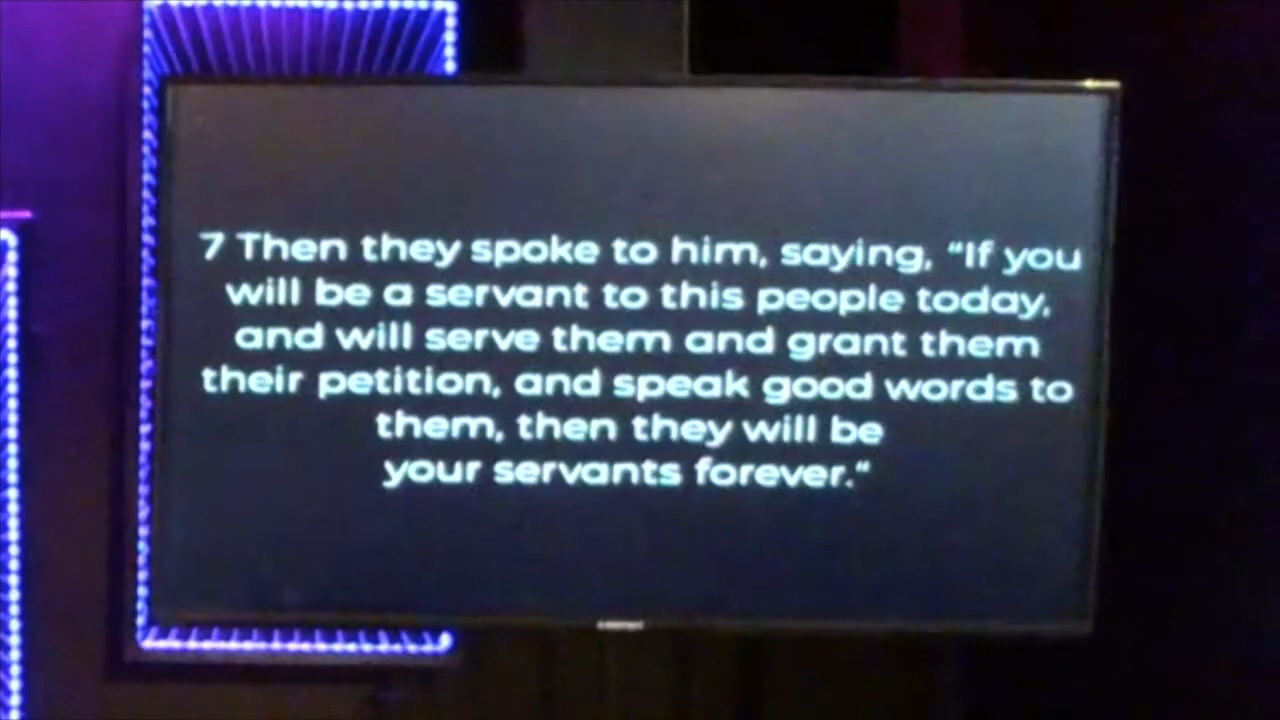 7 Then they spoke to him, saying, “If you
will be a servant to this people today,
and will serve them and grant them
their petition, and speak good words to
them, then they will be
your servants forever.“